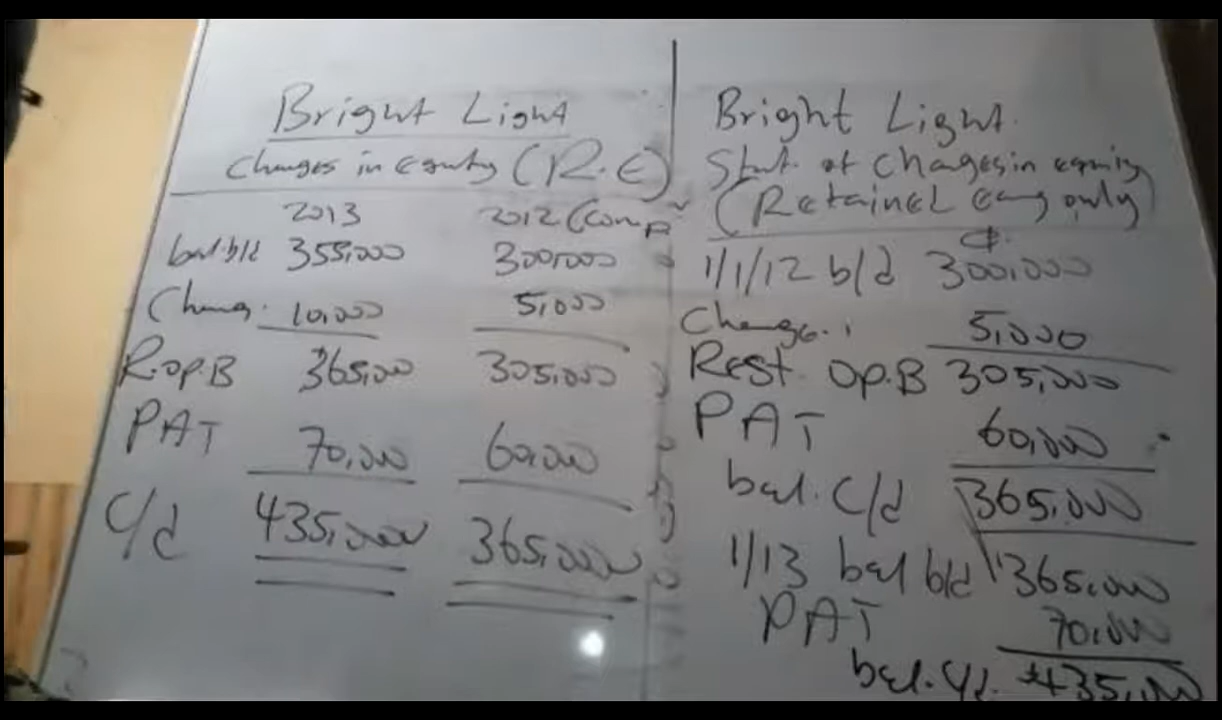 Bright Light
Changes in equity (R.E)
2013 2012 (Comp
bal. b/d 355,000 300,000
Chang. 10,000 5,000
R.Op.B 365,000 305,000
PAT 70,000 60,000
C/d 435,000 365,000
Bright Light.
Stat. of Changes in equity
(Retained only)
1/1/12 b/d 300,000
Change. 5,000
Rest. Op.B 305,000
PAT 60,000
bal. C/d 365,000
1/13 bal b/d 365,000
PAT 70,000
bal. C/d. 435,000